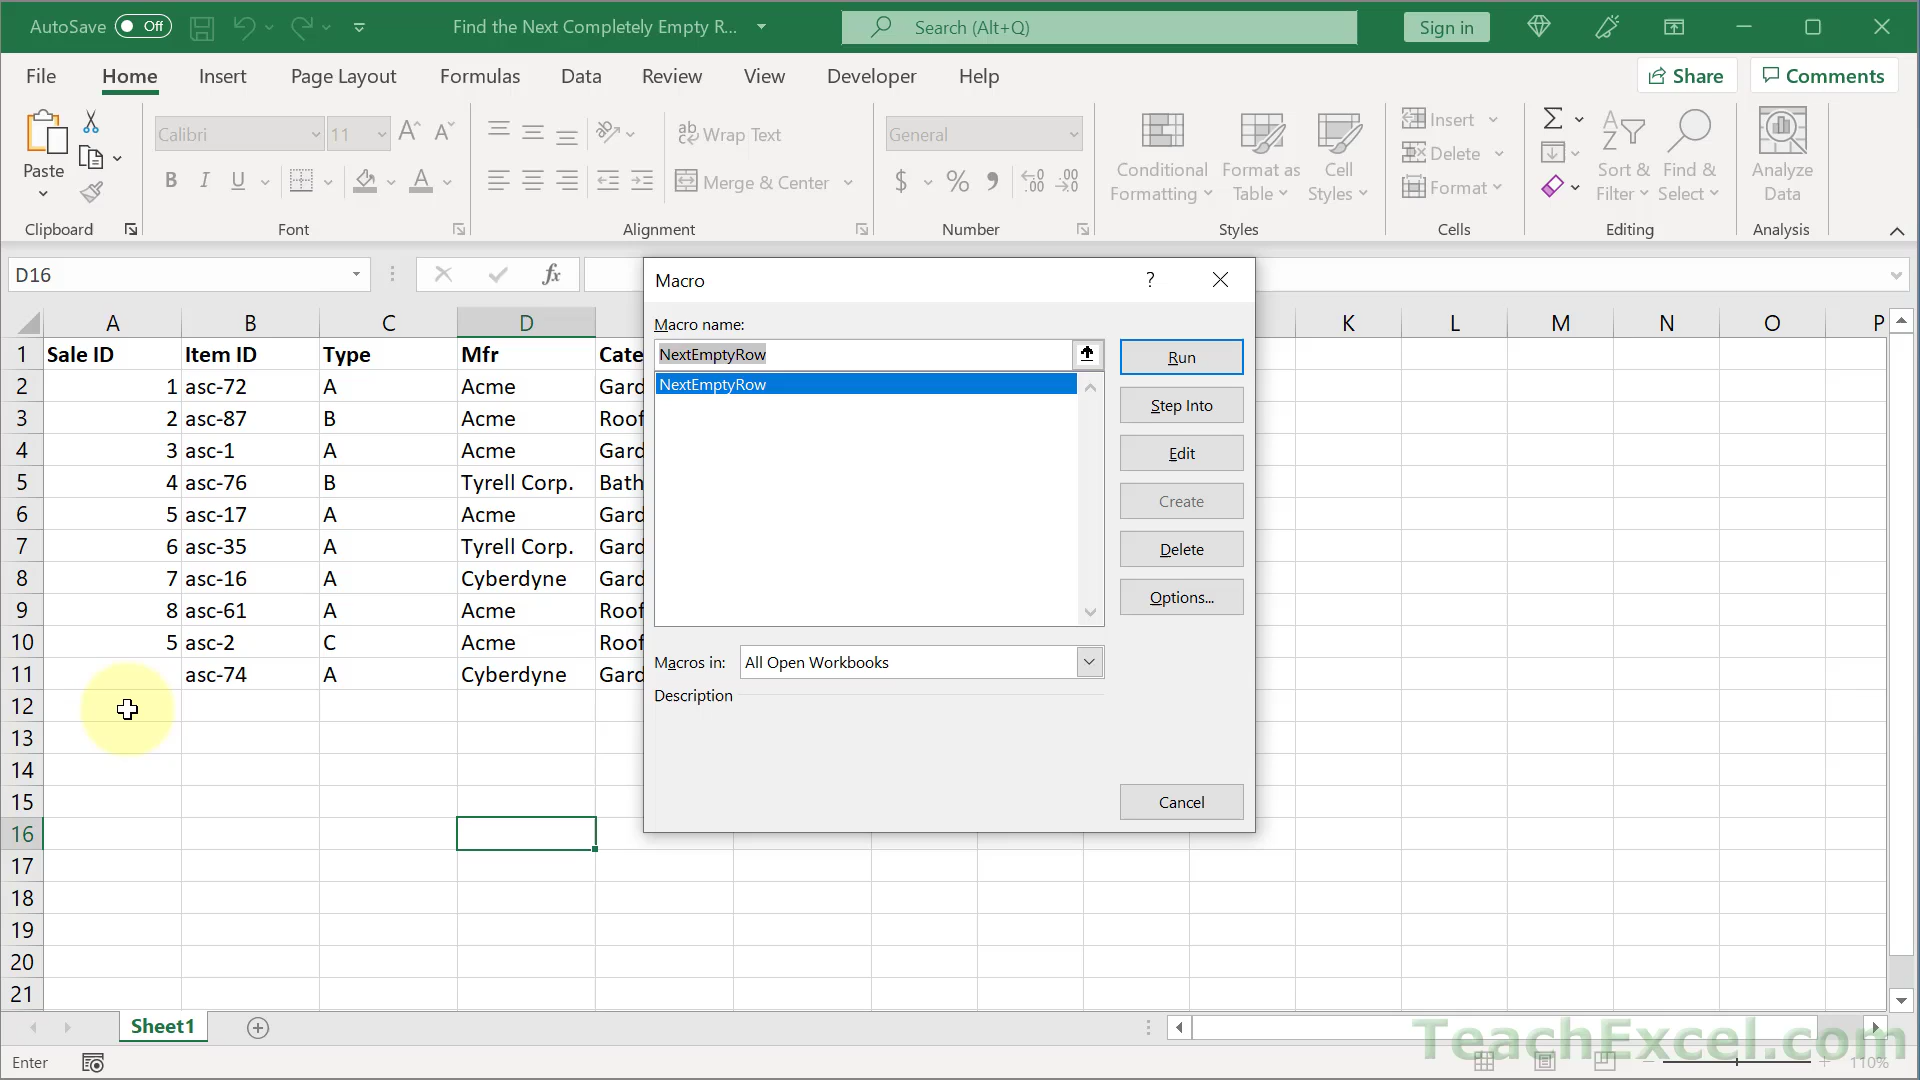 AutoSave Off Find the Next Completely Empty R... Search (Alt+Q) Sign in
File Home Insert Page Layout Formulas Data Review View Developer Help Share Comments
Paste Calibri 11 Wrap Text General Conditional Formatting Format as Table Cell Styles Insert Sort & Filter Find & Select Analyze Data
B I U Merge & Center $ % Delete
Format
Clipboard Font Alignment Number Styles Cells Editing Analysis
D16 fx
A B C D K L M N O P
1 Sale ID Item ID Type Mfr Cate
2 1 asc-72 A Acme Gard
3 2 asc-87 B Acme Roof
4 3 asc-1 A Acme Gard
5 4 asc-76 B Tyrell Corp. Bath
6 5 asc-17 A Acme Gard
7 6 asc-35 A Tyrell Corp. Gard
8 7 asc-16 A Cyberdyne Gard
9 8 asc-61 A Acme Roof
10 5 asc-2 C Acme Roof
11 asc-74 A Cyberdyne Gard
12
13
14
15
16
17
18
19
20
21
Macro ?
Macro name:
NextEmptyRow
NextEmptyRow
Run
Step Into
Edit
Create
Delete
Options...
Macros in: All Open Workbooks
Description
Cancel
Sheet1
Enter 110%
TeachExcel.com